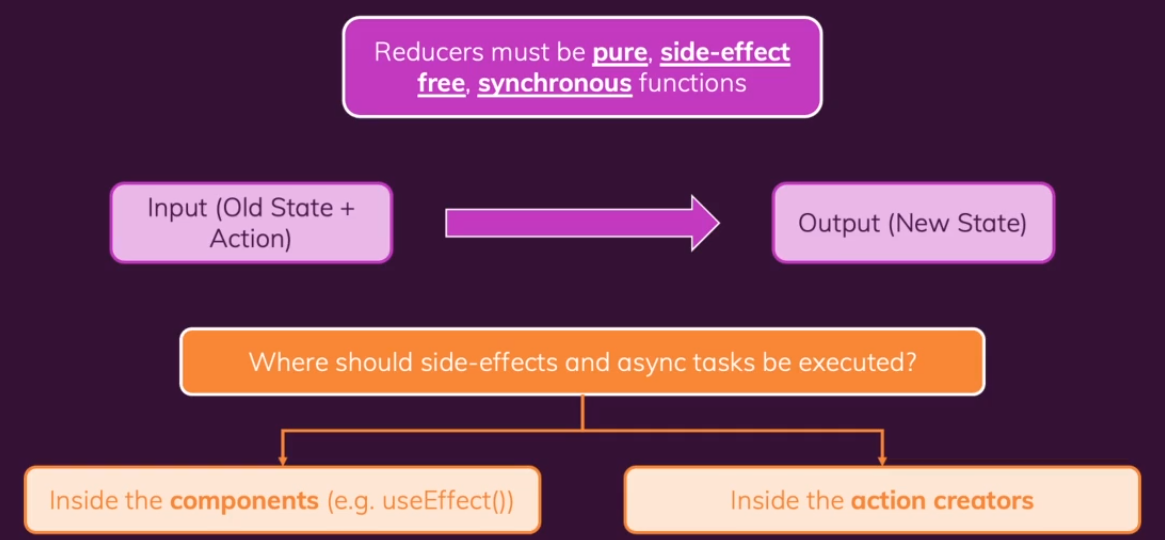 Reducers must be pure, side-effect
free, synchronous functions
Input (Old State +
Action)
Output (New State)
Where should side-effects and async tasks be executed?
Inside the components (e.g. useEffect())
Inside the action creators